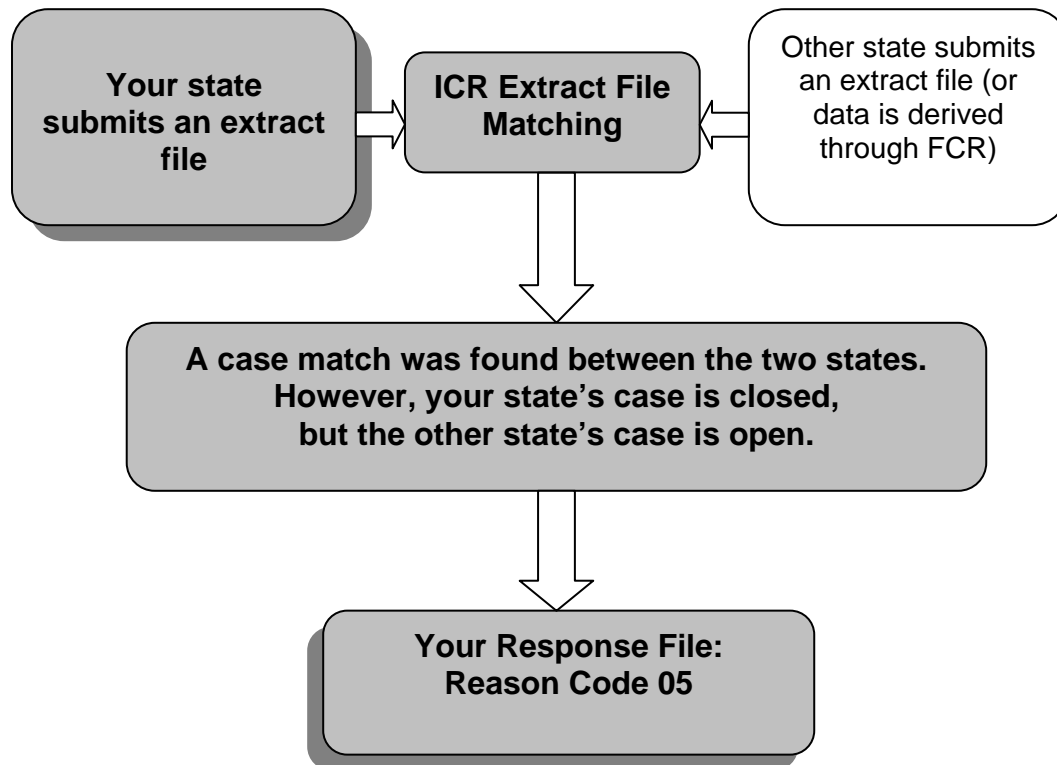 Your state
submits an extract
file
ICR Extract File
Matching
Other state submits
an extract file (or
data is derived
through FCR)
A case match was found between the two states.
However, your state’s case is closed,
but the other state’s case is open.
Your Response File:
Reason Code 05